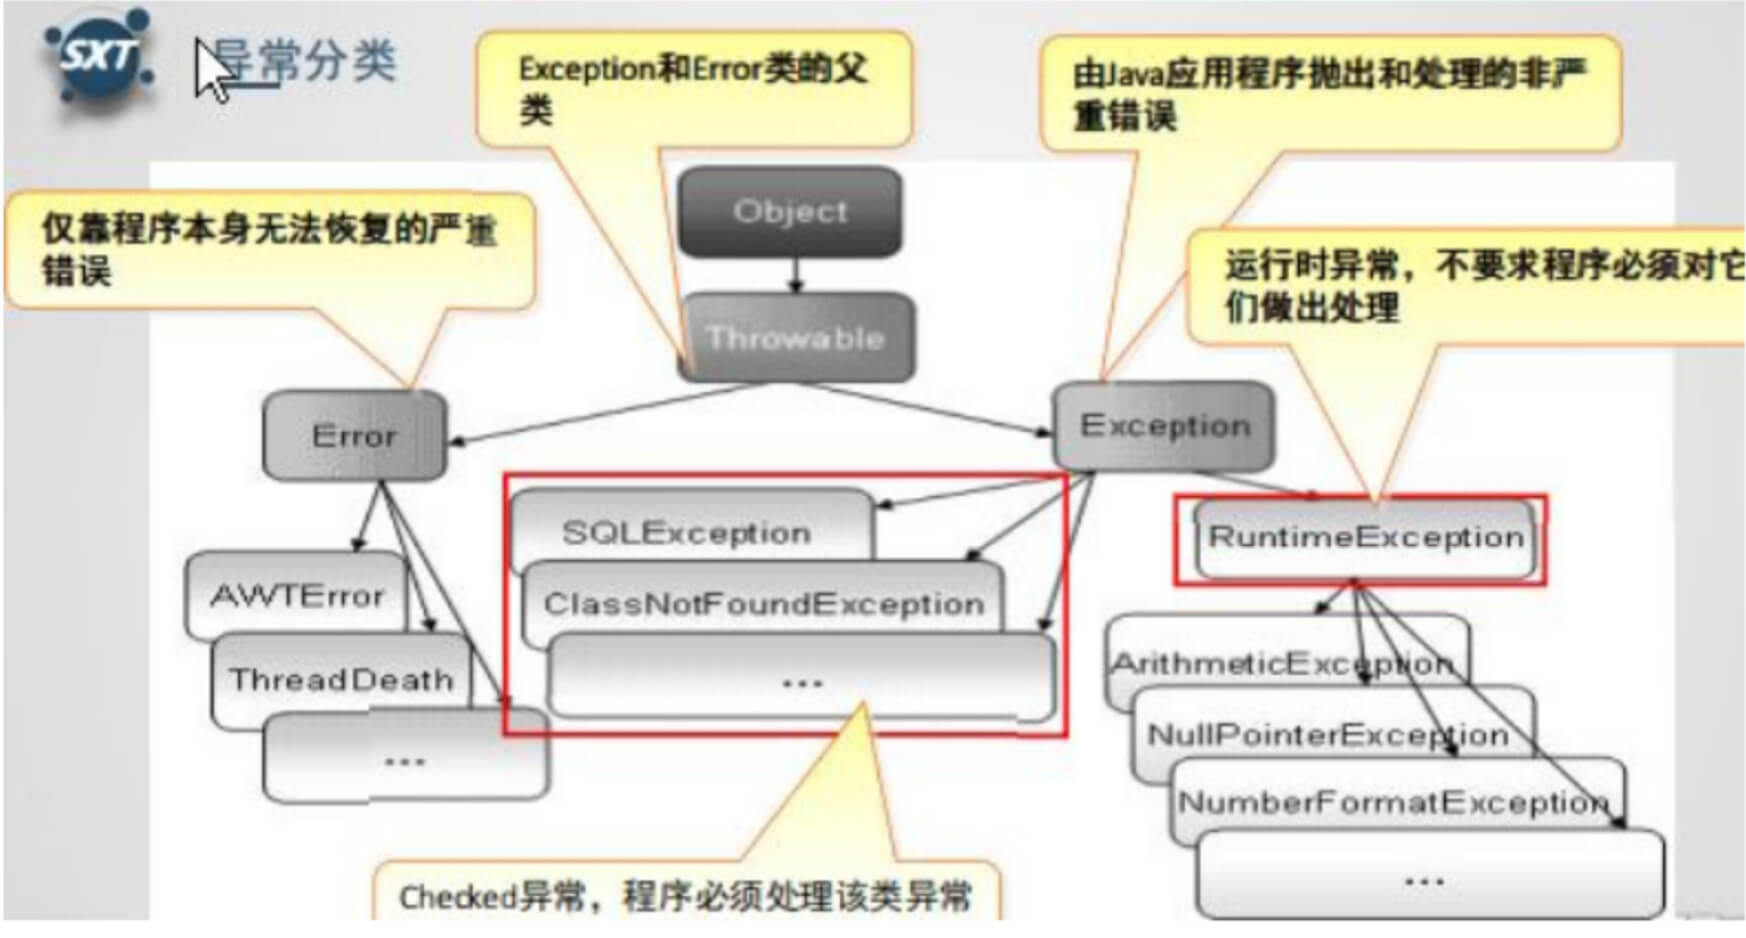 SXT
异常分类
Exception和Error类的父
类
由Java应用程序抛出和处理的非严
重错误
仅靠程序本身无法恢复的严重
错误
Object
运行时异常，不要求程序必须对它
们做出处理
Throwable
Error
Exception
SQLException
RuntimeException
AWTError
ClassNotFoundException
ThreadDeath
...
ArithmeticException
NullPointerException
...
NumberFormatException
...
Checked异常，程序必须处理该类异常